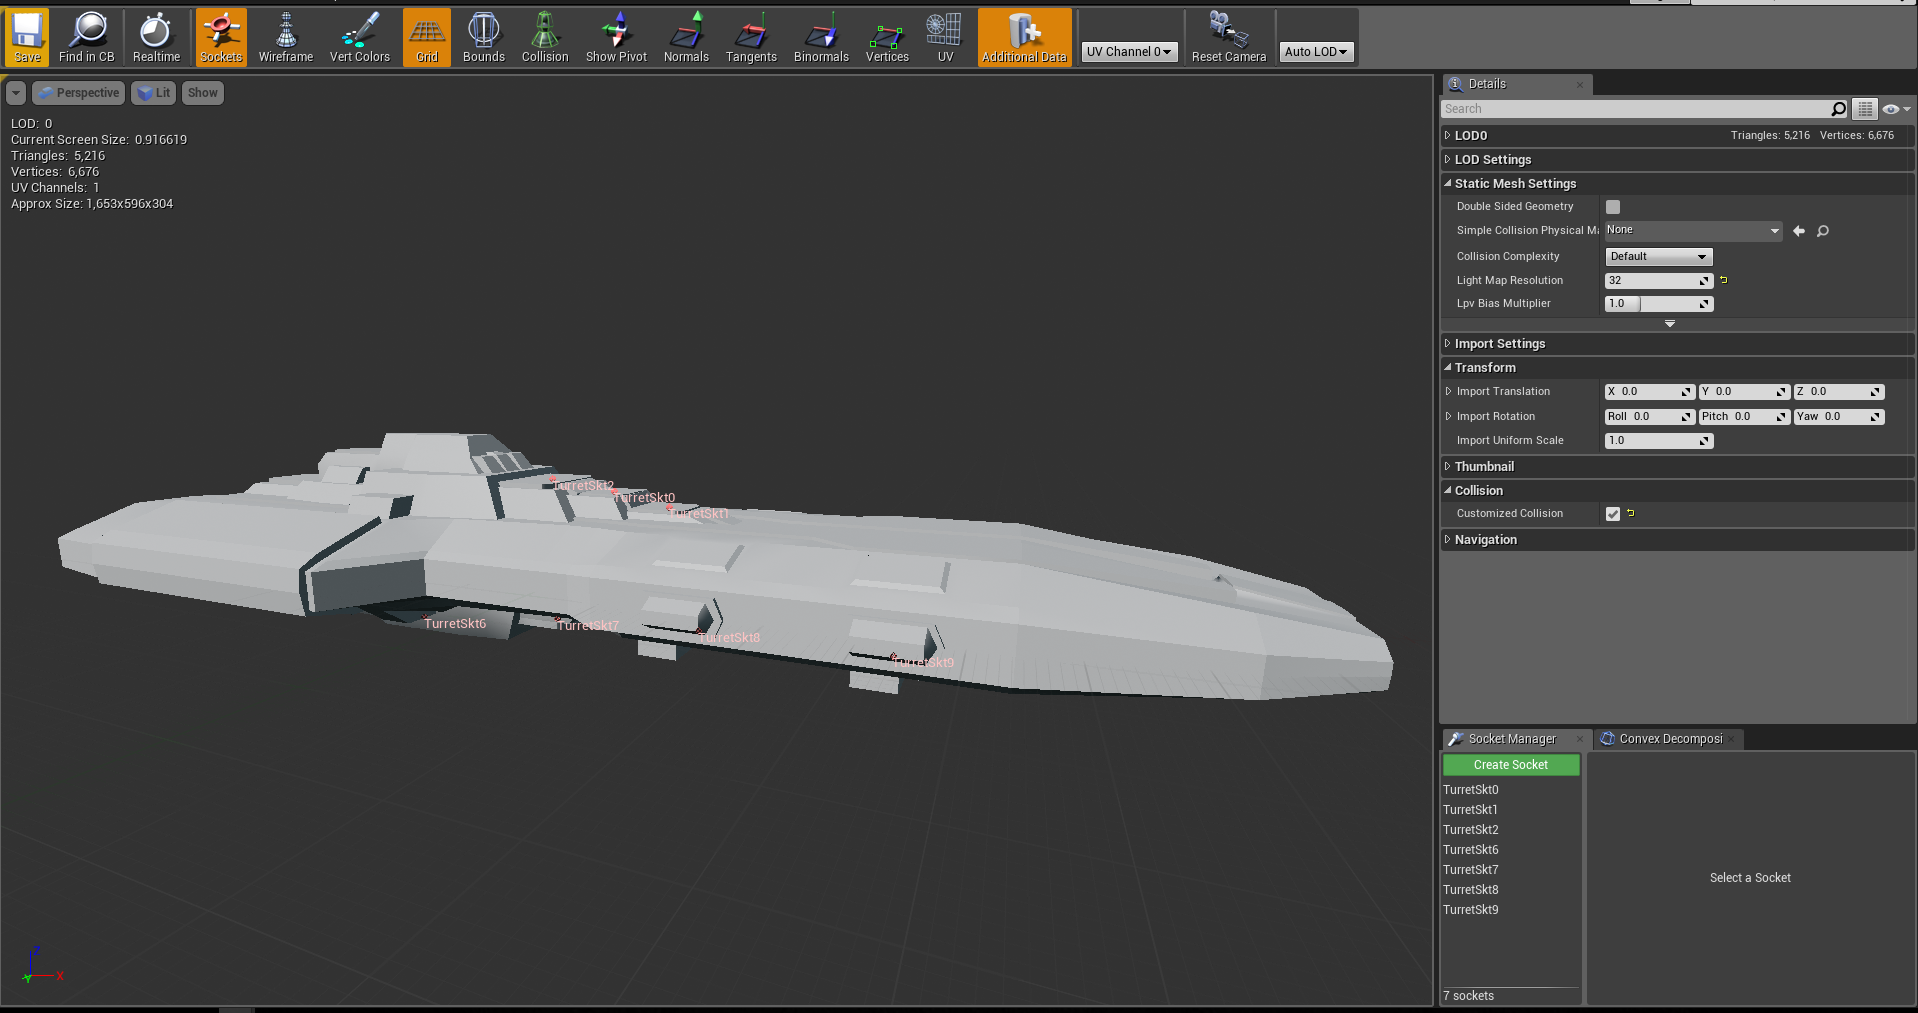 Save Find in CB Realtime Sockets Wireframe Vert Colors Grid Bounds Collision Show Pivot Normals Tangents Binormals Vertices UV Additional Data UV Channel 0 Reset Camera Auto LOD
Perspective Lit Show
LOD: 0
Current Screen Size: 0.916619
Triangles: 5,216
Vertices: 6,676
UV Channels: 1
Approx Size: 1,653x596x304
TurretSkt2
TurretSkt0
TurretSkt1
TurretSkt6
TurretSkt7
TurretSkt8
TurretSkt9
Z
X
Y
Details
Search
LOD0 Triangles: 5,216 Vertices: 6,676
LOD Settings
Static Mesh Settings
Double Sided Geometry
Simple Collision Physical Ma None
Collision Complexity Default
Light Map Resolution 32
Lpv Bias Multiplier 1.0
Import Settings
Transform
Import Translation X 0.0 Y 0.0 Z 0.0
Import Rotation Roll 0.0 Pitch 0.0 Yaw 0.0
Import Uniform Scale 1.0
Thumbnail
Collision
Customized Collision
Navigation
Socket Manager Convex Decomposi
Create Socket
TurretSkt0
TurretSkt1
TurretSkt2
TurretSkt6
TurretSkt7
TurretSkt8
TurretSkt9
7 sockets
Select a Socket